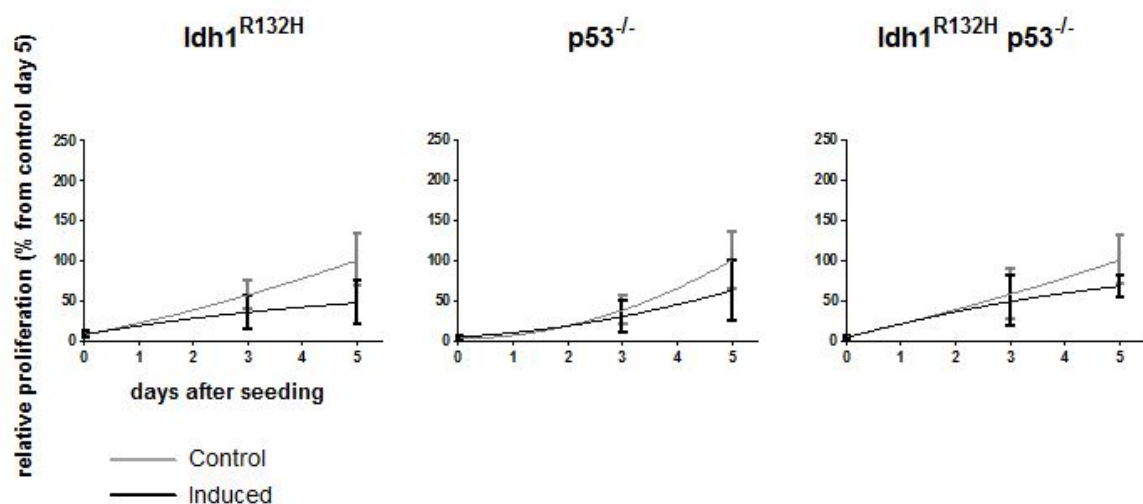 Idh1R132H
p53-/-
Idh1R132H p53-/-
relative proliferation (% from control day 5)
250
200
150
100
50
0
0 1 2 3 4 5
250
200
150
100
50
0
0 1 2 3 4 5
250
200
150
100
50
0
0 1 2 3 4 5
days after seeding
Control
Induced